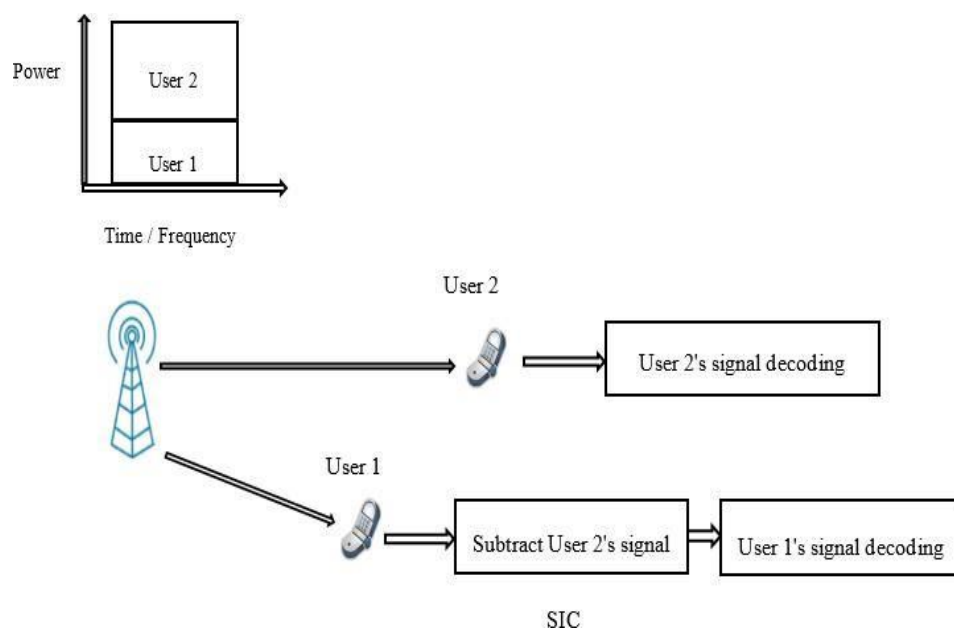 Power
User 2
User 1
Time / Frequency
User 2
User 2's signal decoding
User 1
Subtract User 2's signal
User 1's signal decoding
SIC